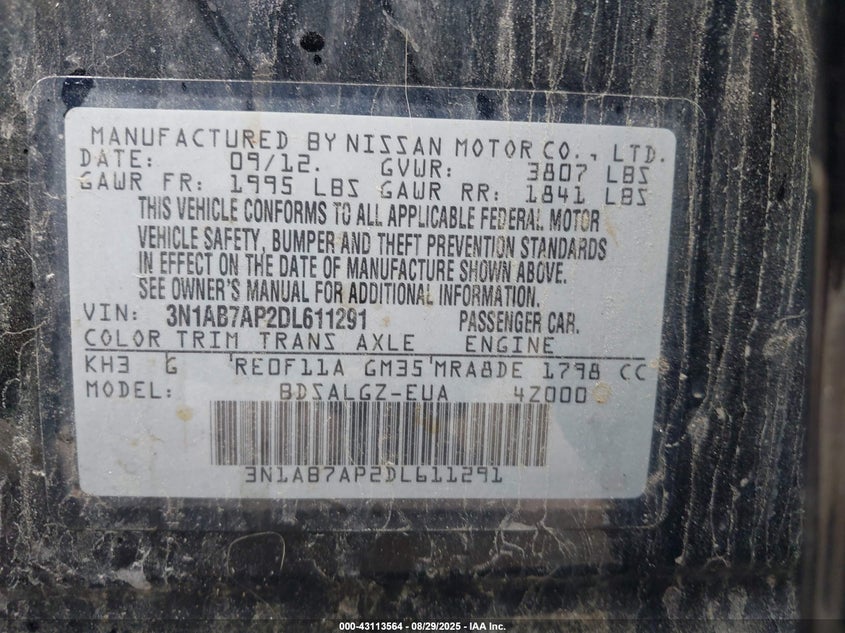 MANUFACTURED BY NISSAN MOTOR CO., LTD.
DATE: 09/12. GVWR: 3807 LBS
GAWR FR: 1995 LBS GAWR RR: 1841 LBS
THIS VEHICLE CONFORMS TO ALL APPLICABLE FEDERAL MOTOR
VEHICLE SAFETY, BUMPER AND THEFT PREVENTION STANDARDS
IN EFFECT ON THE DATE OF MANUFACTURE SHOWN ABOVE.
SEE OWNER'S MANUAL FOR ADDITIONAL INFORMATION.
VIN: 3N1AB7AP2DL611291 PASSENGER CAR.
COLOR TRIM TRANS AXLE ENGINE
KH3 G RE0F11A GM35 MRA8DE 1798 CC
MODEL: BDSALGZ-EUA 4Z000
3N1AB7AP2DL611291
000-43113564 - 08/29/2025 - IAA Inc.